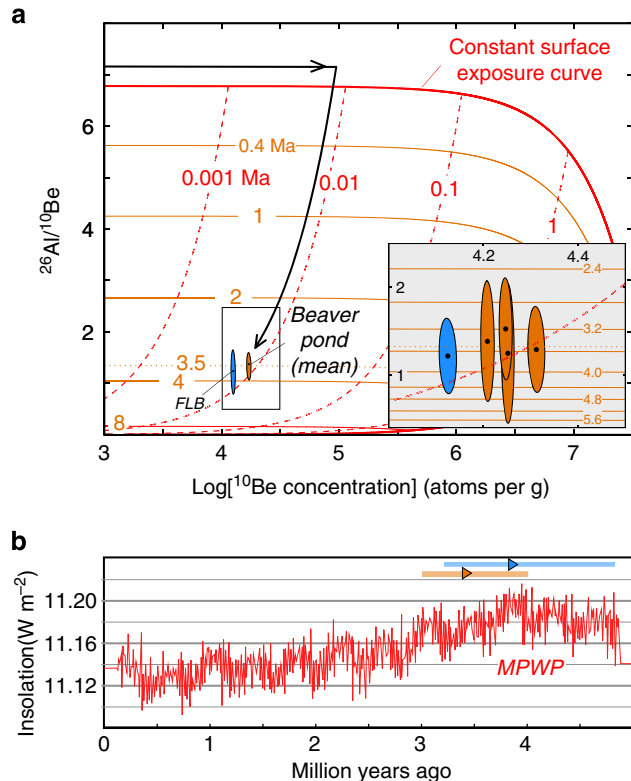 a
Constant surface
exposure curve
6
4
2
²⁶Al/¹⁰Be
0.4 Ma
0.001 Ma
0.01
0.1
1
1
2
3.5
4
8
FLB
Beaver
pond
(mean)
4.2
4.4
2
1
2.4
3.2
4.0
4.8
5.6
3
4
5
6
7
Log[¹⁰Be concentration] (atoms per g)
b
Insolation(W m⁻²)
11.20
11.16
11.12
MPWP
0
1
2
3
4
Million years ago